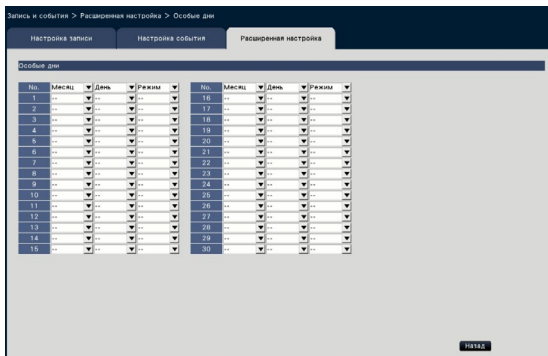 Запись и события > Расширенная настройка > Особые дни
Настройка записи Настройка события Расширенная настройка
Особые дни
No. Месяц День Режим No. Месяц День Режим
1 -- -- -- 16 -- -- --
2 -- -- -- 17 -- -- --
3 -- -- -- 18 -- -- --
4 -- -- -- 19 -- -- --
5 -- -- -- 20 -- -- --
6 -- -- -- 21 -- -- --
7 -- -- -- 22 -- -- --
8 -- -- -- 23 -- -- --
9 -- -- -- 24 -- -- --
10 -- -- -- 25 -- -- --
11 -- -- -- 26 -- -- --
12 -- -- -- 27 -- -- --
13 -- -- -- 28 -- -- --
14 -- -- -- 29 -- -- --
15 -- -- -- 30 -- -- --
Назад